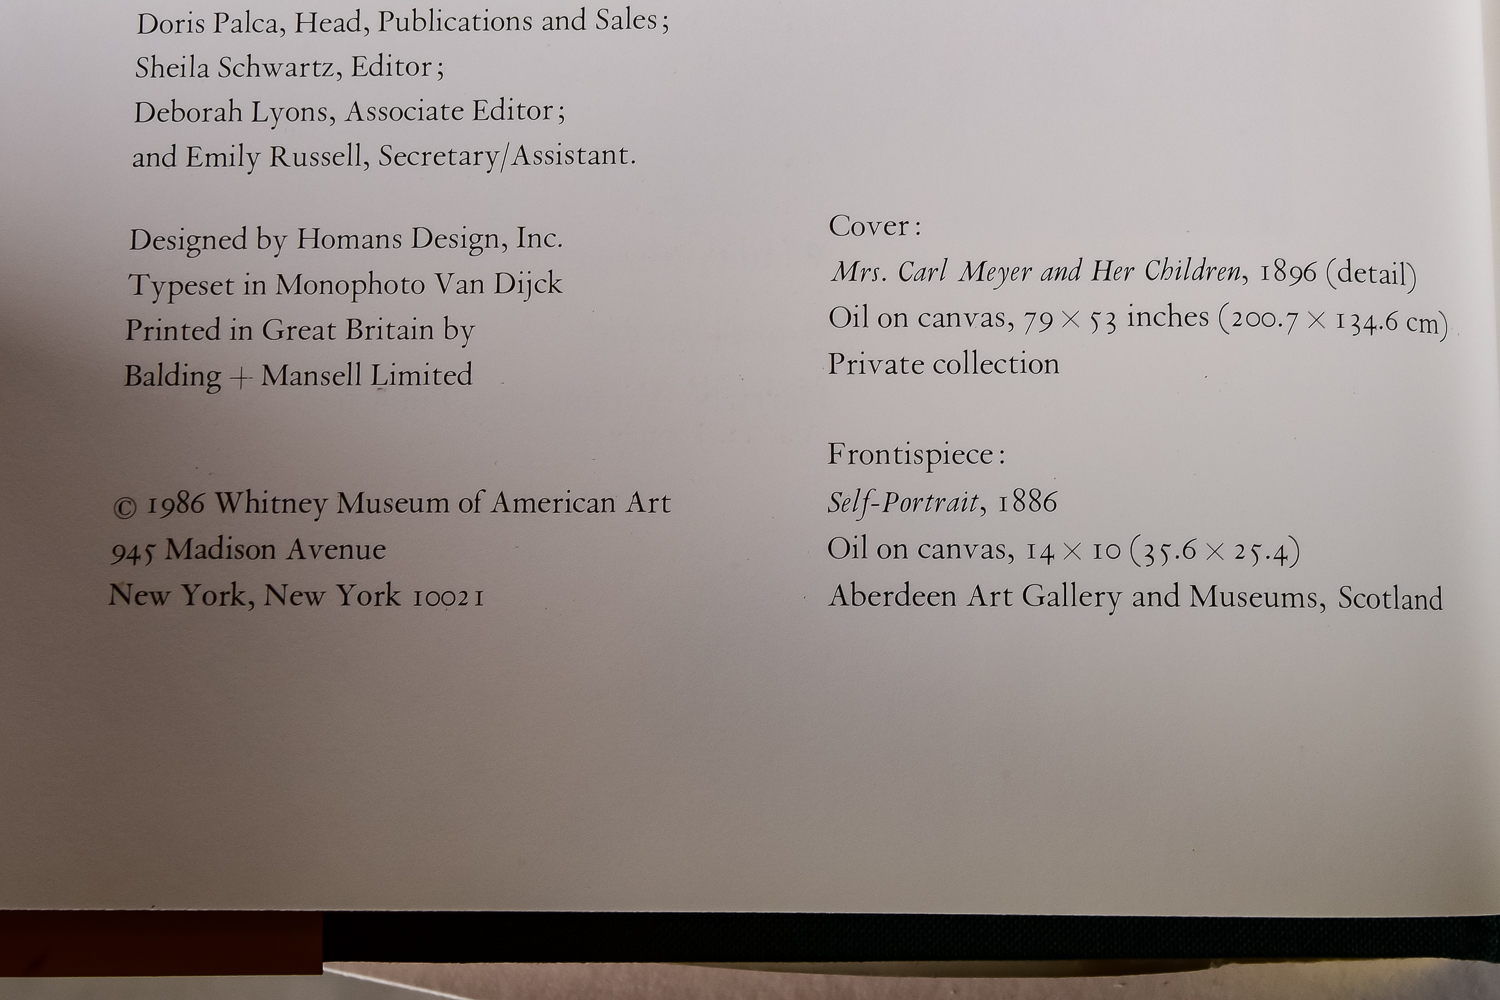 Doris Palca, Head, Publications and Sales;
Sheila Schwartz, Editor;
Deborah Lyons, Associate Editor;
and Emily Russell, Secretary/Assistant.
Designed by Homans Design, Inc.
Typeset in Monophoto Van Dijck
Printed in Great Britain by
Balding + Mansell Limited
© 1986 Whitney Museum of American Art
945 Madison Avenue
New York, New York 10021
Cover:
Mrs. Carl Meyer and Her Children, 1896 (detail)
Oil on canvas, 79 × 53 inches (200.7 × 134.6 cm)
Private collection
Frontispiece:
Self-Portrait, 1886
Oil on canvas, 14 × 10 (35.6 × 25.4)
Aberdeen Art Gallery and Museums, Scotland